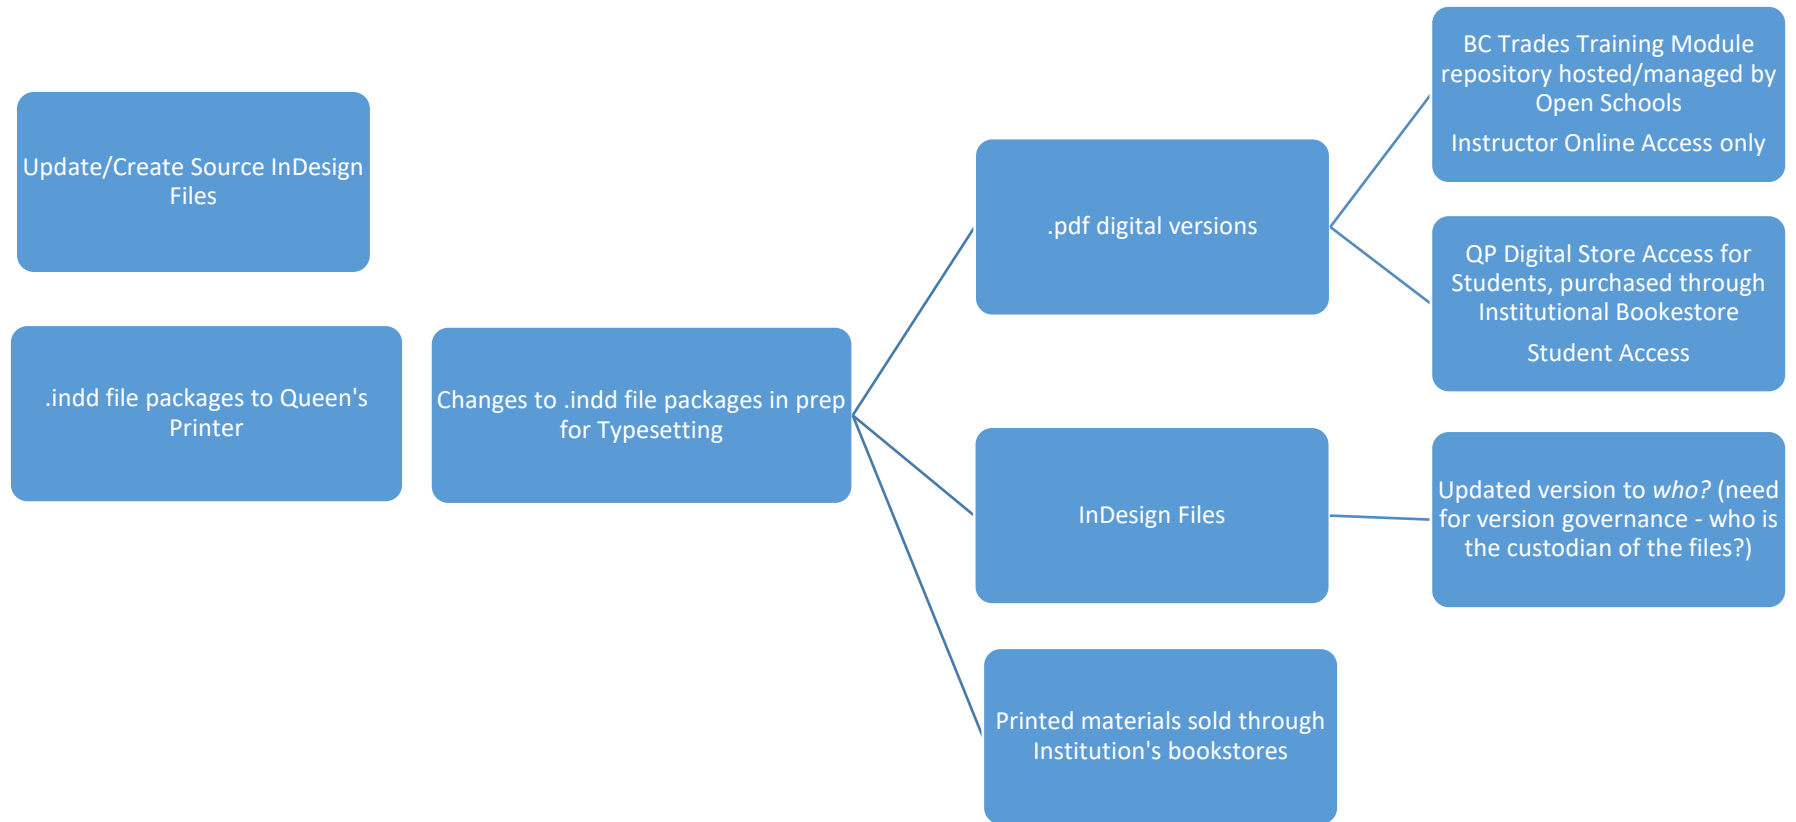 Update/Create Source InDesign
Files
.indd file packages to Queen's
Printer
Changes to .indd file packages in prep
for Typesetting
.pdf digital versions
InDesign Files
Printed materials sold through
Institution's bookstores
BC Trades Training Module
repository hosted/managed by
Open Schools
Instructor Online Access only
QP Digital Store Access for
Students, purchased through
Institutional Bookestore
Student Access
Updated version to who? (need
for version governance - who is
the custodian of the files?)